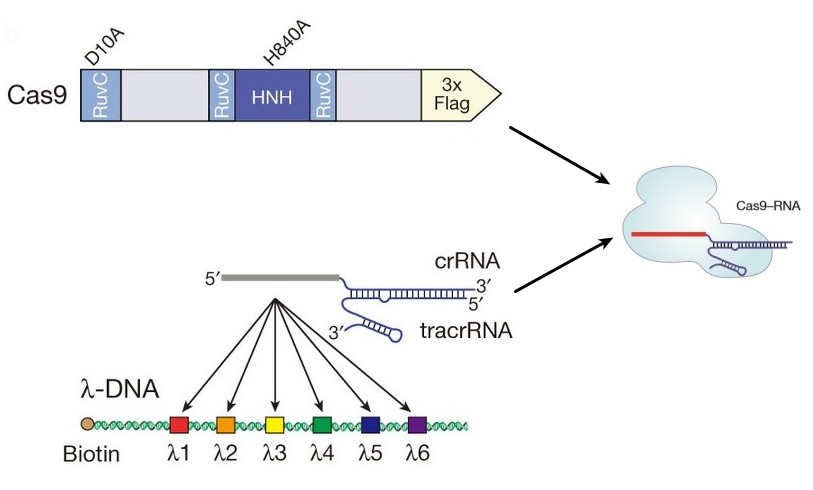 D10A
H840A
Cas9
RuvC
RuvC
HNH
RuvC
3x
Flag
Cas9–RNA
crRNA
5′
3′
5′
3′
tracrRNA
λ-DNA
Biotin
λ1
λ2
λ3
λ4
λ5
λ6